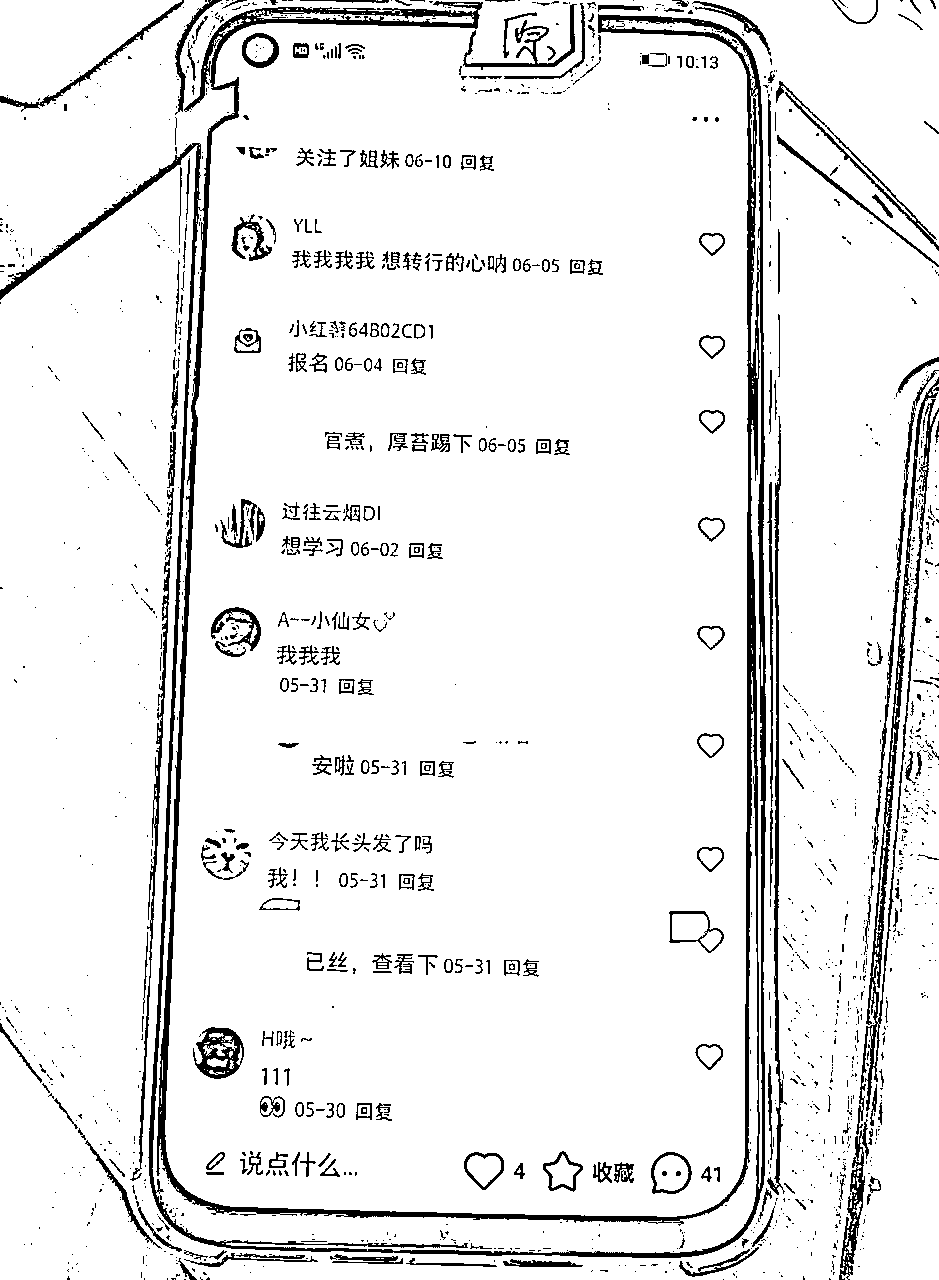 原
HD 10:13
关注了姐妹 06-10 回复
YLL
我我我我 想转行的心呐 06-05 回复
小红薯64B02CD1
报名 06-04 回复
官煮，厚苔踢下 06-05 回复
过往云烟DI
想学习 06-02 回复
A--小仙女
我我我
05-31 回复
安啦 05-31 回复
今天我长头发了吗
我！！ 05-31 回复
已丝，查看下 05-31 回复
H哦~
111
👀 05-30 回复
说点什么... 4 收藏 41